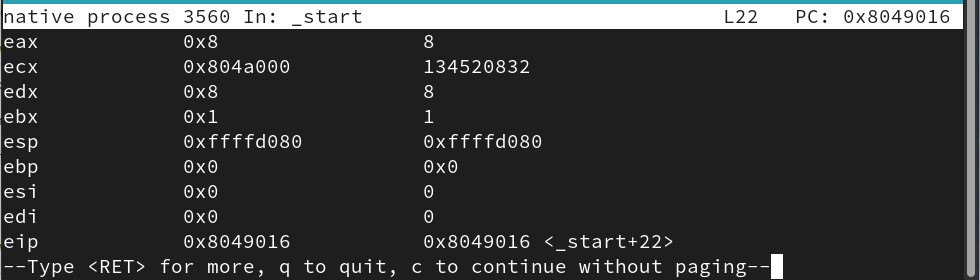 native process 3560 In: _start L22 PC: 0x8049016
eax 0x8 8
ecx 0x804a000 134520832
edx 0x8 8
ebx 0x1 1
esp 0xffffd080 0xffffd080
ebp 0x0 0x0
esi 0x0 0
edi 0x0 0
eip 0x8049016 0x8049016 <_start+22>
--Type <RET> for more, q to quit, c to continue without paging--